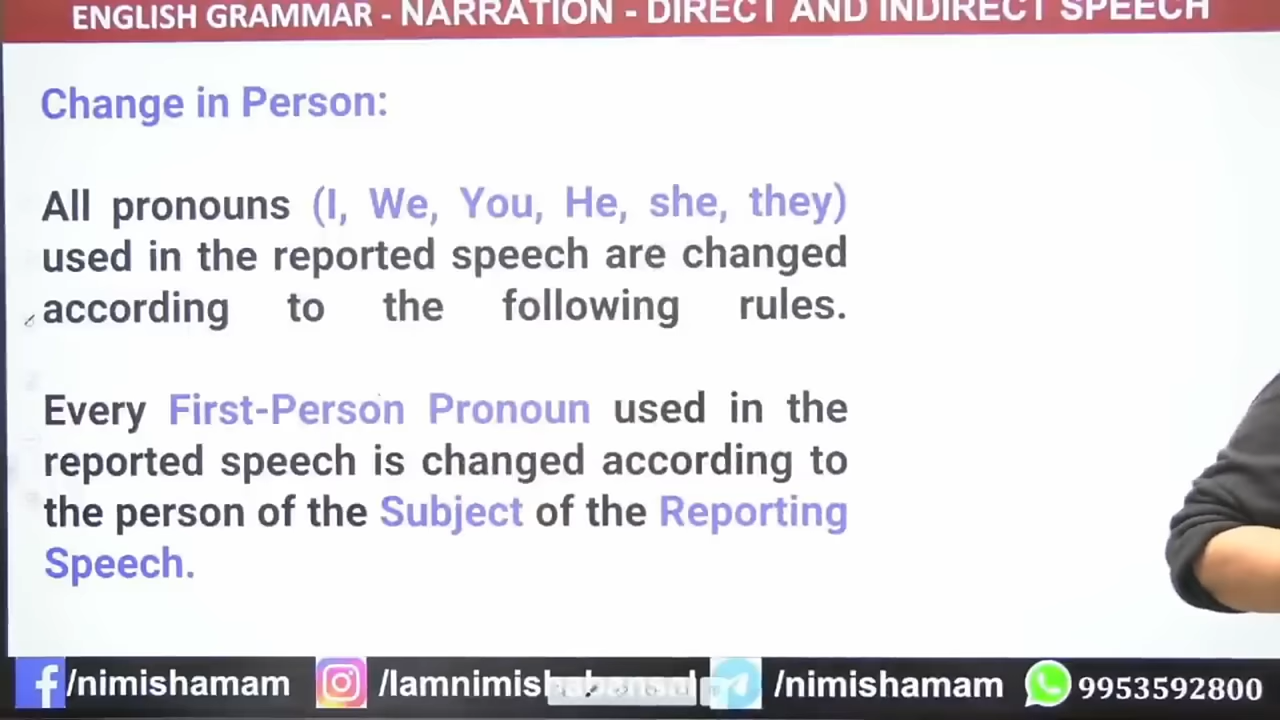 ENGLISH GRAMMAR - NARRATION - DIRECT AND INDIRECT SPEECH
Change in Person:
All pronouns (I, We, You, He, she, they)
used in the reported speech are changed
according to the following rules.
Every First-Person Pronoun used in the
reported speech is changed according to
the person of the Subject of the Reporting
Speech.
/nimishamam /Iamnimishabansal /nimishamam 9953592800